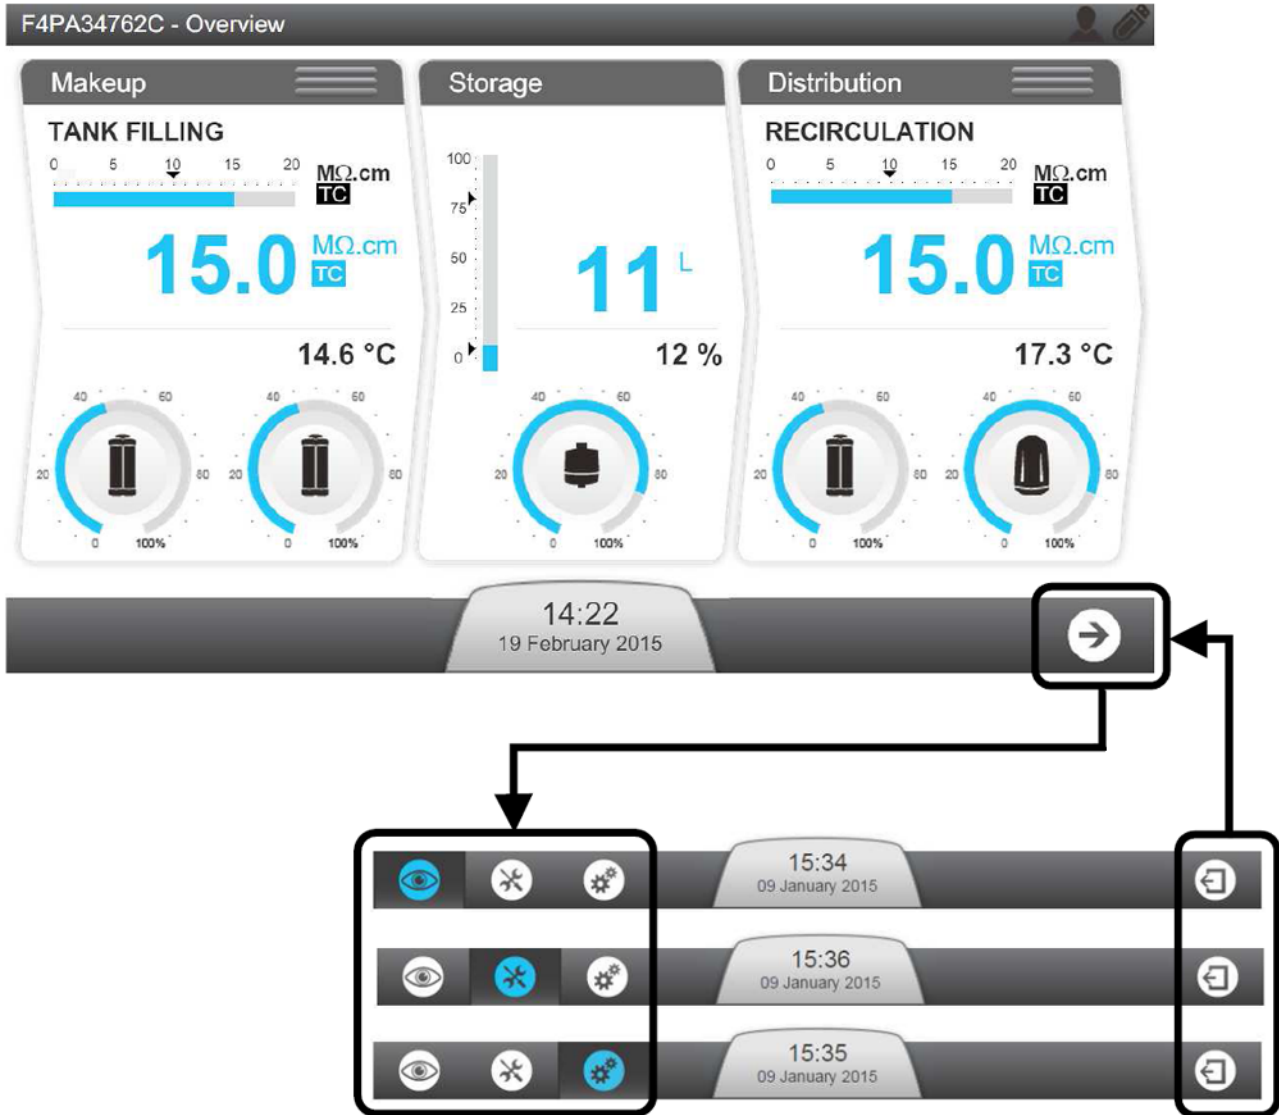 F4PA34762C - Overview
Makeup
TANK FILLING
0 5 10 15 20
MΩ.cm
TC
15.0 MΩ.cm
TC
14.6 °C
0 20 40 60 80 100%
0 20 40 60 80 100%
Storage
100
75
50
25
0
11 L
12 %
0 20 40 60 80 100%
Distribution
RECIRCULATION
0 5 10 15 20
MΩ.cm
TC
15.0 MΩ.cm
TC
17.3 °C
0 20 40 60 80 100%
0 20 40 60 80 100%
14:22
19 February 2015
15:34
09 January 2015
15:36
09 January 2015
15:35
09 January 2015